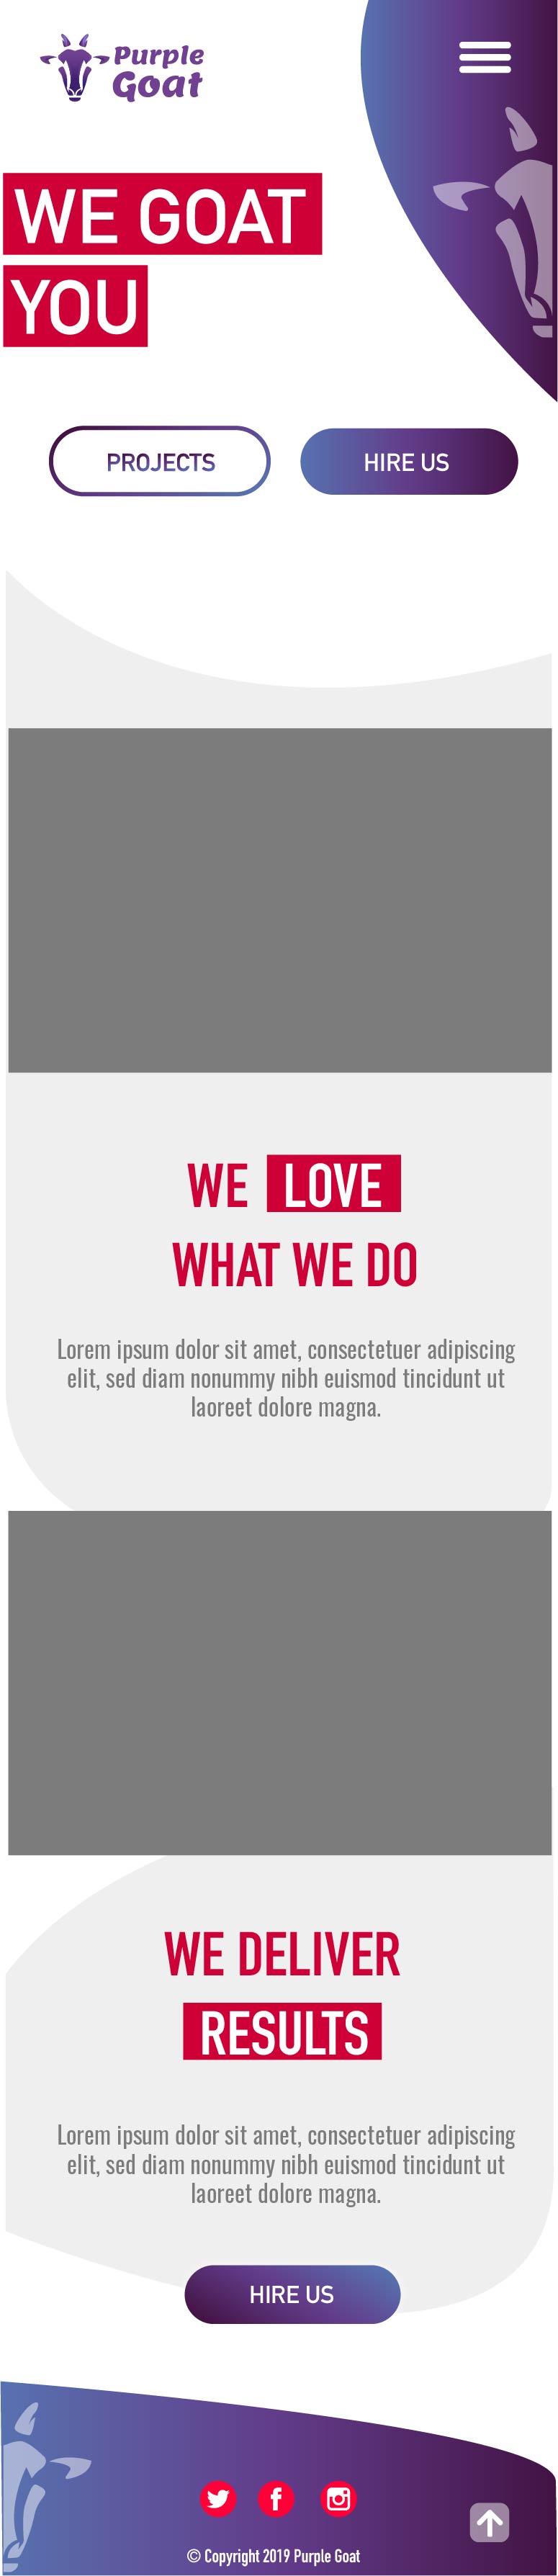 Purple
Goat
WE GOAT
YOU
PROJECTS
HIRE US
WE LOVE
WHAT WE DO
Lorem ipsum dolor sit amet, consectetuer adipiscing
elit, sed diam nonummy nibh euismod tincidunt ut
laoreet dolore magna.
WE DELIVER
RESULTS
Lorem ipsum dolor sit amet, consectetuer adipiscing
elit, sed diam nonummy nibh euismod tincidunt ut
laoreet dolore magna.
HIRE US
© Copyright 2019 Purple Goat